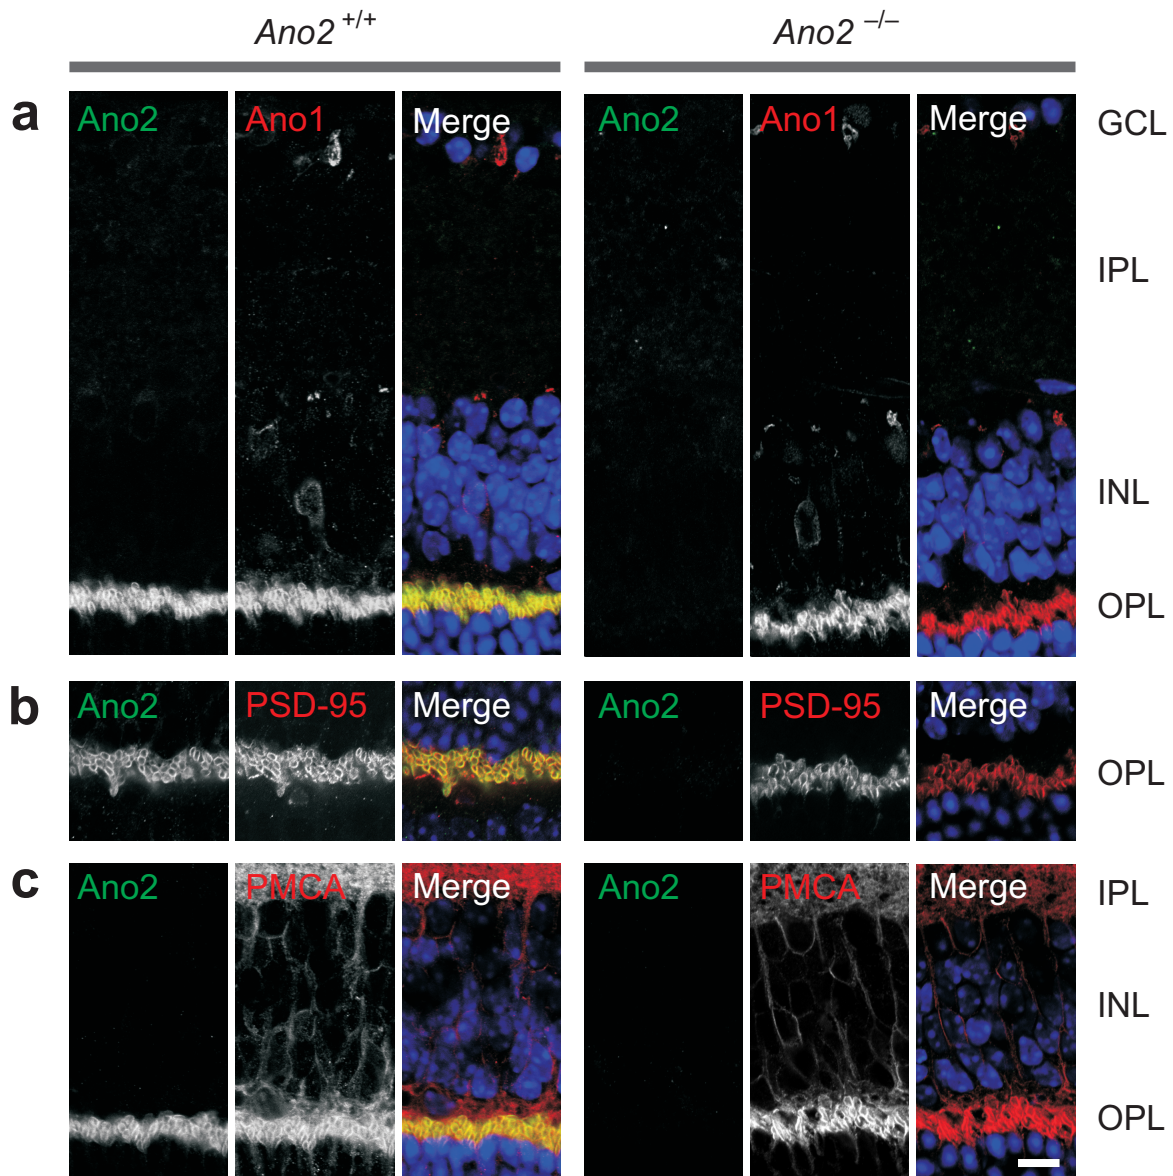 Ano2 +/+ Ano2 –/–
a Ano2 Ano1 Merge Ano2 Ano1 Merge GCL
IPL
INL
OPL
b Ano2 PSD-95 Merge Ano2 PSD-95 Merge
OPL
c Ano2 PMCA Merge Ano2 PMCA Merge IPL
INL
OPL